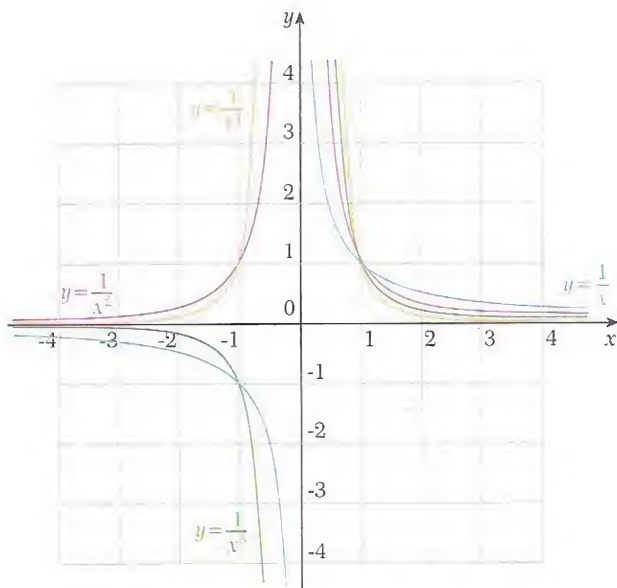 y
4
y = 1/x⁴
3
2
1
y = 1/x²
y = 1/x
0
-4 -3 -2 -1 1 2 3 4 x
-1
-2
-3
y = 1/x³
-4